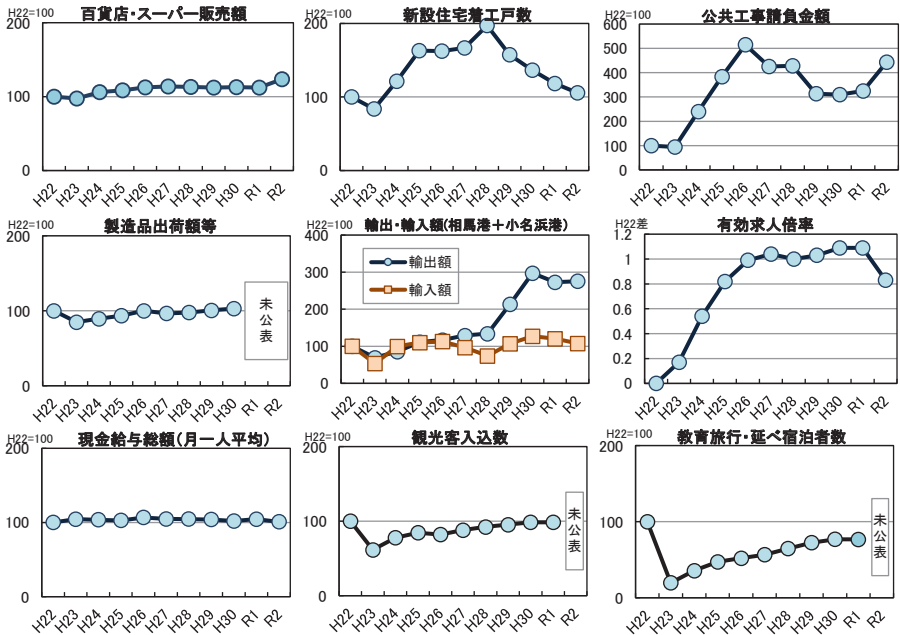 H22=100
百貨店・スーパー販売額
200
100
0
H22
H23
H24
H25
H26
H27
H28
H29
H30
R1
R2
H22=100
新設住宅着工戸数
200
100
0
H22
H23
H24
H25
H26
H27
H28
H29
H30
R1
R2
H22=100
公共工事請負金額
600
500
400
300
200
100
0
H22
H23
H24
H25
H26
H27
H28
H29
H30
R1
R2
H22=100
製造品出荷額等
200
100
0
未公表
H22
H23
H24
H25
H26
H27
H28
H29
H30
R1
R2
H22=100
輸出・輸入額(相馬港＋小名浜港)
400
300
200
100
0
輸出額
輸入額
H22
H23
H24
H25
H26
H27
H28
H29
H30
R1
R2
H22差
有効求人倍率
1.2
1
0.8
0.6
0.4
0.2
0
H22
H23
H24
H25
H26
H27
H28
H29
H30
R1
R2
H22=100
現金給与総額(月一人平均)
200
100
0
H22
H23
H24
H25
H26
H27
H28
H29
H30
R1
R2
H22=100
観光客入込数
200
100
0
未公表
H22
H23
H24
H25
H26
H27
H28
H29
H30
R1
R2
H22=100
教育旅行・延べ宿泊者数
200
100
0
未公表
H22
H23
H24
H25
H26
H27
H28
H29
H30
R1
R2